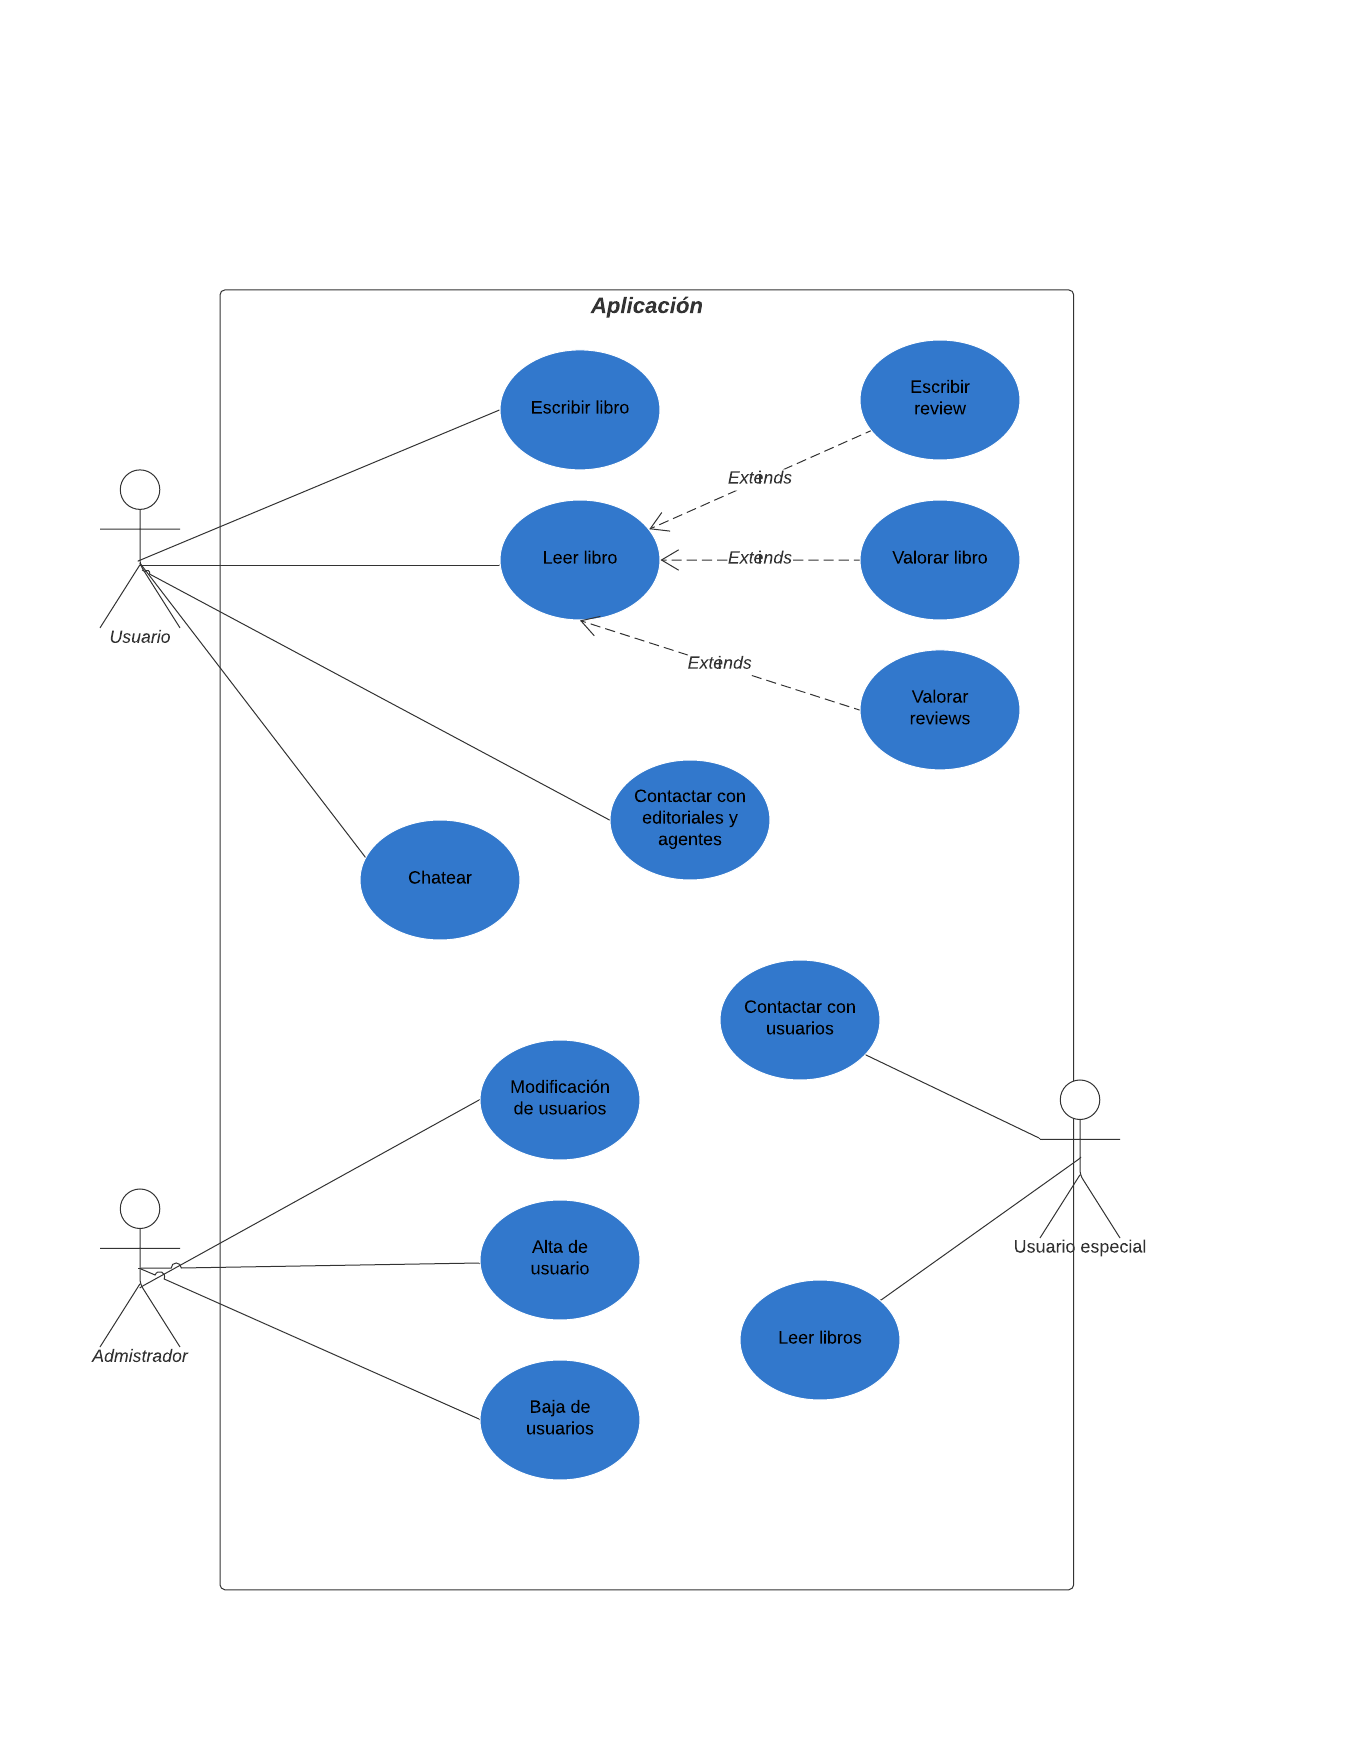 Aplicación
Escribir libro
Escribir
review
Extends
Usuario
Leer libro
Extends
Valorar libro
Extends
Valorar
reviews
Contactar con
editoriales y
agentes
Chatear
Contactar con
usuarios
Modificación
de usuarios
Usuario especial
Alta de
usuario
Admistrador
Leer libros
Baja de
usuarios